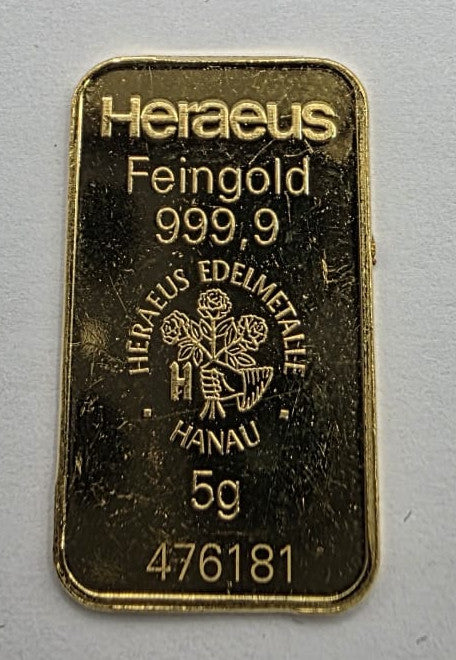 Heraeus
Feingold
999,9
HERAEUS EDELMETALLE
H
HANAU
5g
476181